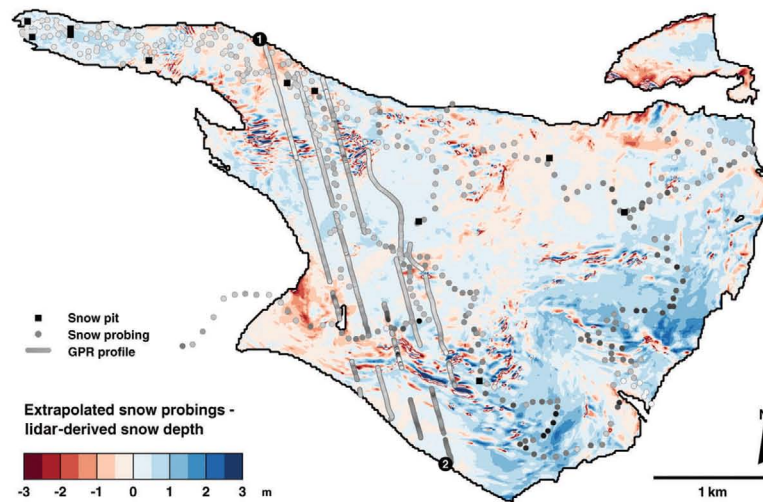 1
Snow pit
Snow probing
GPR profile
Extrapolated snow probings -
lidar-derived snow depth
-3 -2 -1 0 1 2 3 m
2
N
1 km